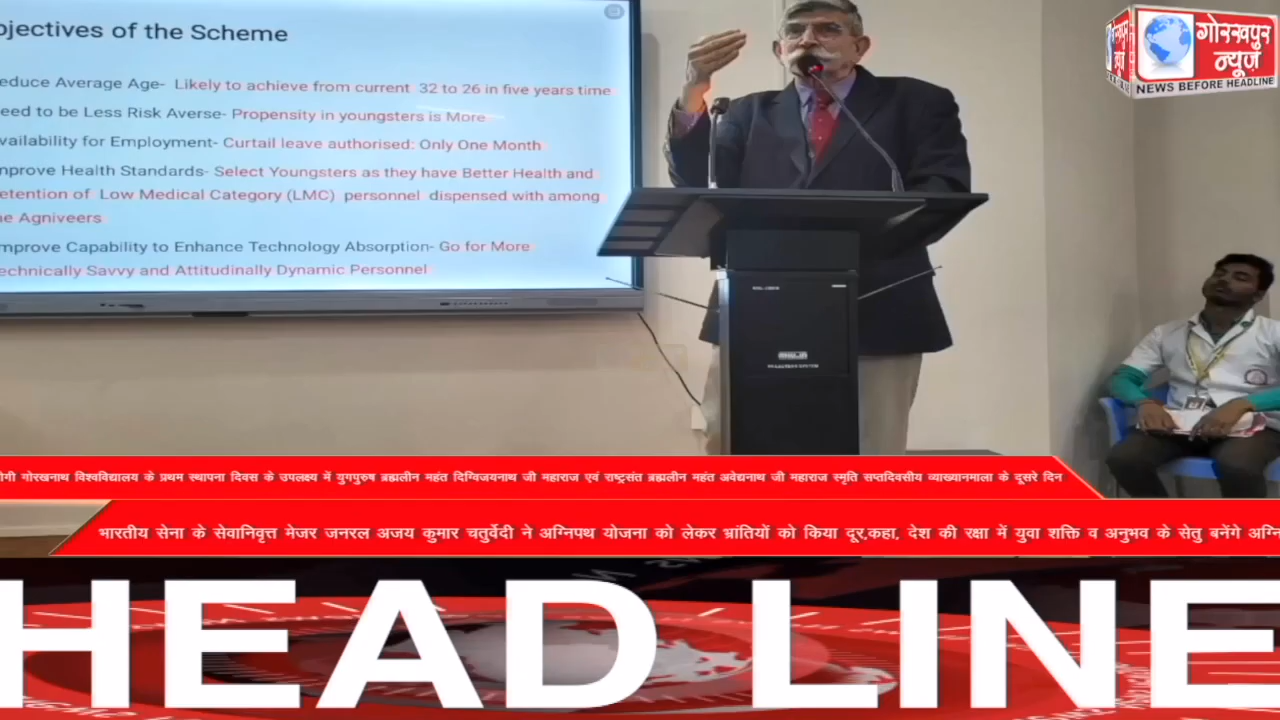 bjectives of the Scheme
educe Average Age- Likely to achieve from current 32 to 26 in five years time
eed to be Less Risk Averse- Propensity in youngsters is More
vailability for Employment- Curtail leave authorised: Only One Month
mprove Health Standards- Select Youngsters as they have Better Health and
etention of Low Medical Category (LMC) personnel dispensed with among
he Agniveers
mprove Capability to Enhance Technology Absorption- Go for More
echnically Savvy and Attitudinally Dynamic Personnel
गोरखपुर
न्यूज़
NEWS BEFORE HEADLINE
ोगी गोरखनाथ विश्वविद्यालय के प्रथम स्थापना दिवस के उपलक्ष्य में युगपुरुष ब्रह्मलीन महंत दिग्विजयनाथ जी महाराज एवं राष्ट्रसंत ब्रह्मलीन महंत अवेद्यनाथ जी महाराज स्मृति सप्तदिवसीय व्याख्यानमाला के दूसरे दिन
भारतीय सेना के सेवानिवृत्त मेजर जनरल अजय कुमार चतुर्वेदी ने अग्निपथ योजना को लेकर भ्रांतियों को किया दूर,कहा, देश की रक्षा में युवा शक्ति व अनुभव के सेतु बनेंगे अग्नि
HEAD LINE